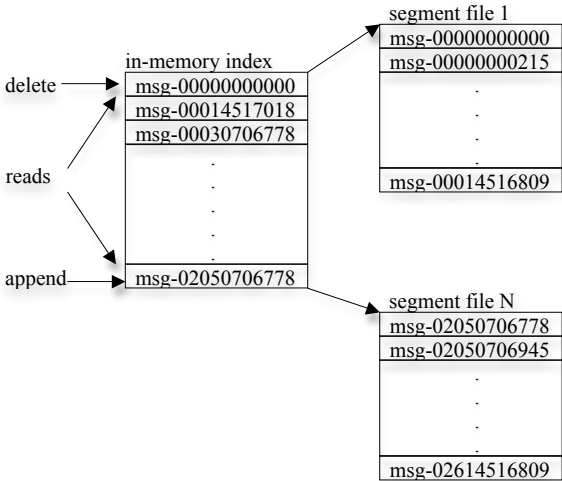 segment file 1
msg-00000000000
msg-00000000215
.
.
.
.
msg-00014516809
in-memory index
msg-00000000000
msg-00014517018
msg-00030706778
.
.
.
.
.
msg-02050706778
delete
reads
append
segment file N
msg-02050706778
msg-02050706945
.
.
.
.
msg-02614516809